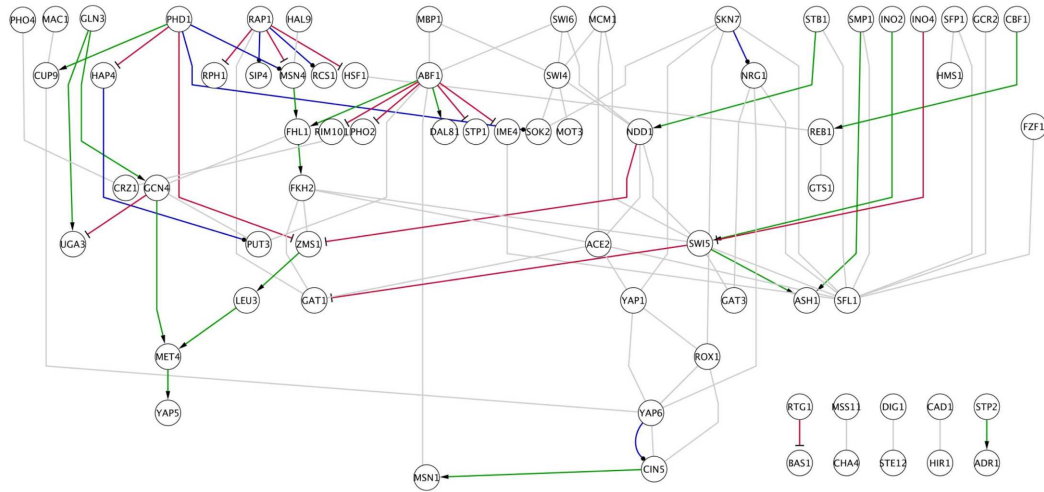 PHO4 MAC1 GLN3 PHD1 RAP1 HAL9 MBP1 SWI6 MCM1 SKN7 STB1 SMP1 INO2 INO4 SFP1 GCR2 CBF1
CUP9 HAP4 RPH1 SIP4 MSN4 RCS1 HSF1 ABF1 SWI4 NRG1 HMS1
FHL1 RIM101 PHO2 DAL81 STP1 IME4 SOK2 MOT3 NDD1 REB1 FZF1
CRZ1 GCN4 FKH2 GTS1
UGA3 PUT3 ZMS1 ACE2 SWI5
LEU3 GAT1 YAP1 GAT3 ASH1 SFL1
MET4 ROX1
YAP5 YAP6 RTG1 MSS11 DIG1 CAD1 STP2
MSN1 CIN5 BAS1 CHA4 STE12 HIR1 ADR1